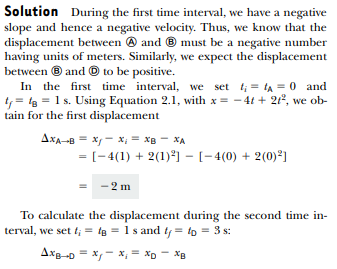 Solution During the first time interval, we have a negative
slope and hence a negative velocity. Thus, we know that the
displacement between Ⓐ and Ⓑ must be a negative number
having units of meters. Similarly, we expect the displacement
between Ⓑ and Ⓓ to be positive.
In the first time interval, we set tᵢ = t_A = 0 and
t_f = t_B = 1 s. Using Equation 2.1, with x = −4t + 2t², we ob-
tain for the first displacement
Δx_A→B = x_f − xᵢ = x_B − x_A
= [−4(1) + 2(1)²] − [−4(0) + 2(0)²]
= −2 m
To calculate the displacement during the second time in-
terval, we set tᵢ = t_B = 1 s and t_f = t_D = 3 s:
Δx_B→D = x_f − xᵢ = x_D − x_B